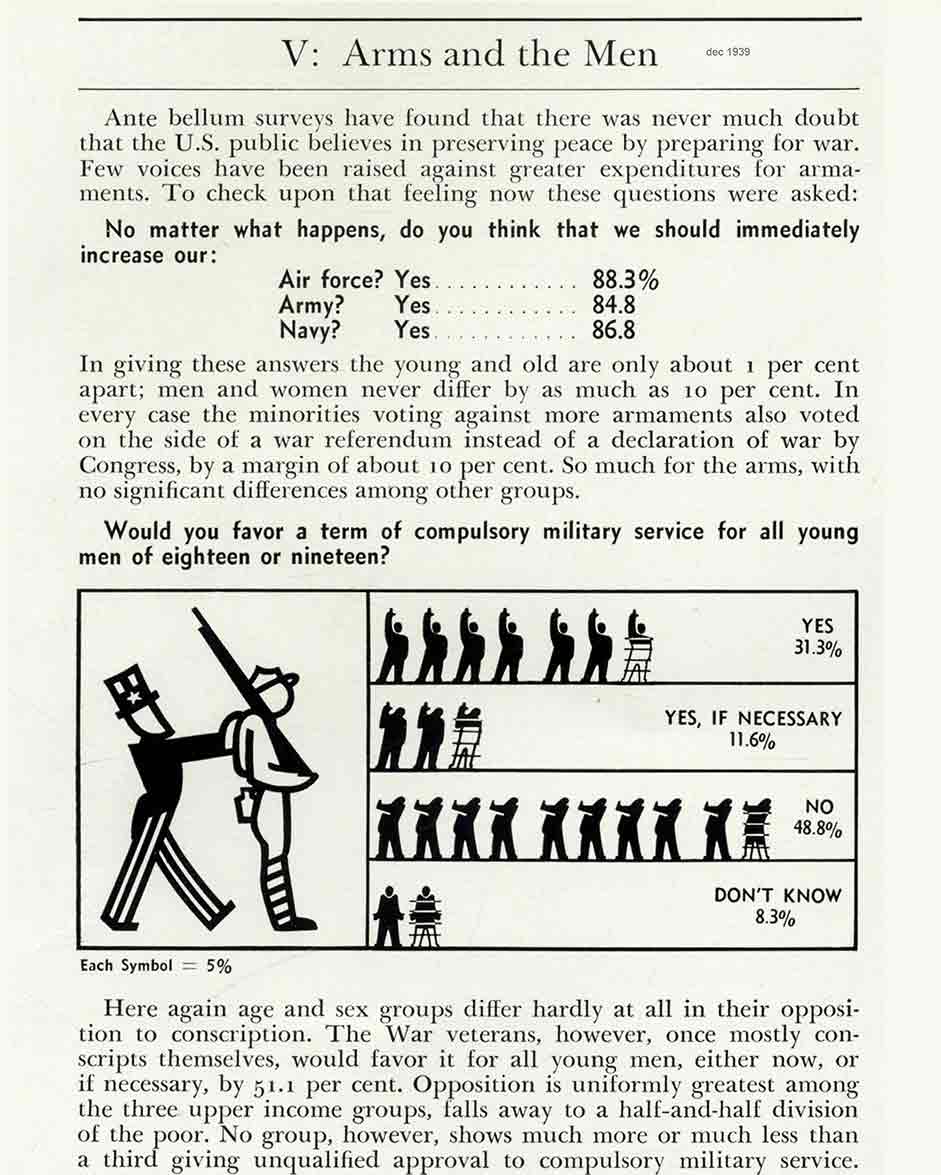 V: Arms and the Men dec 1939
Ante bellum surveys have found that there was never much doubt
that the U.S. public believes in preserving peace by preparing for war.
Few voices have been raised against greater expenditures for arma-
ments. To check upon that feeling now these questions were asked:
No matter what happens, do you think that we should immediately
increase our:
Air force? Yes............ 88.3%
Army? Yes............ 84.8
Navy? Yes............ 86.8
In giving these answers the young and old are only about 1 per cent
apart; men and women never differ by as much as 10 per cent. In
every case the minorities voting against more armaments also voted
on the side of a war referendum instead of a declaration of war by
Congress, by a margin of about 10 per cent. So much for the arms, with
no significant differences among other groups.
Would you favor a term of compulsory military service for all young
men of eighteen or nineteen?
YES
31.3%
YES, IF NECESSARY
11.6%
NO
48.8%
DON'T KNOW
8.3%
Each Symbol = 5%
Here again age and sex groups differ hardly at all in their opposi-
tion to conscription. The War veterans, however, once mostly con-
scripts themselves, would favor it for all young men, either now, or
if necessary, by 51.1 per cent. Opposition is uniformly greatest among
the three upper income groups, falls away to a half-and-half division
of the poor. No group, however, shows much more or much less than
a third giving unqualified approval to compulsory military service.